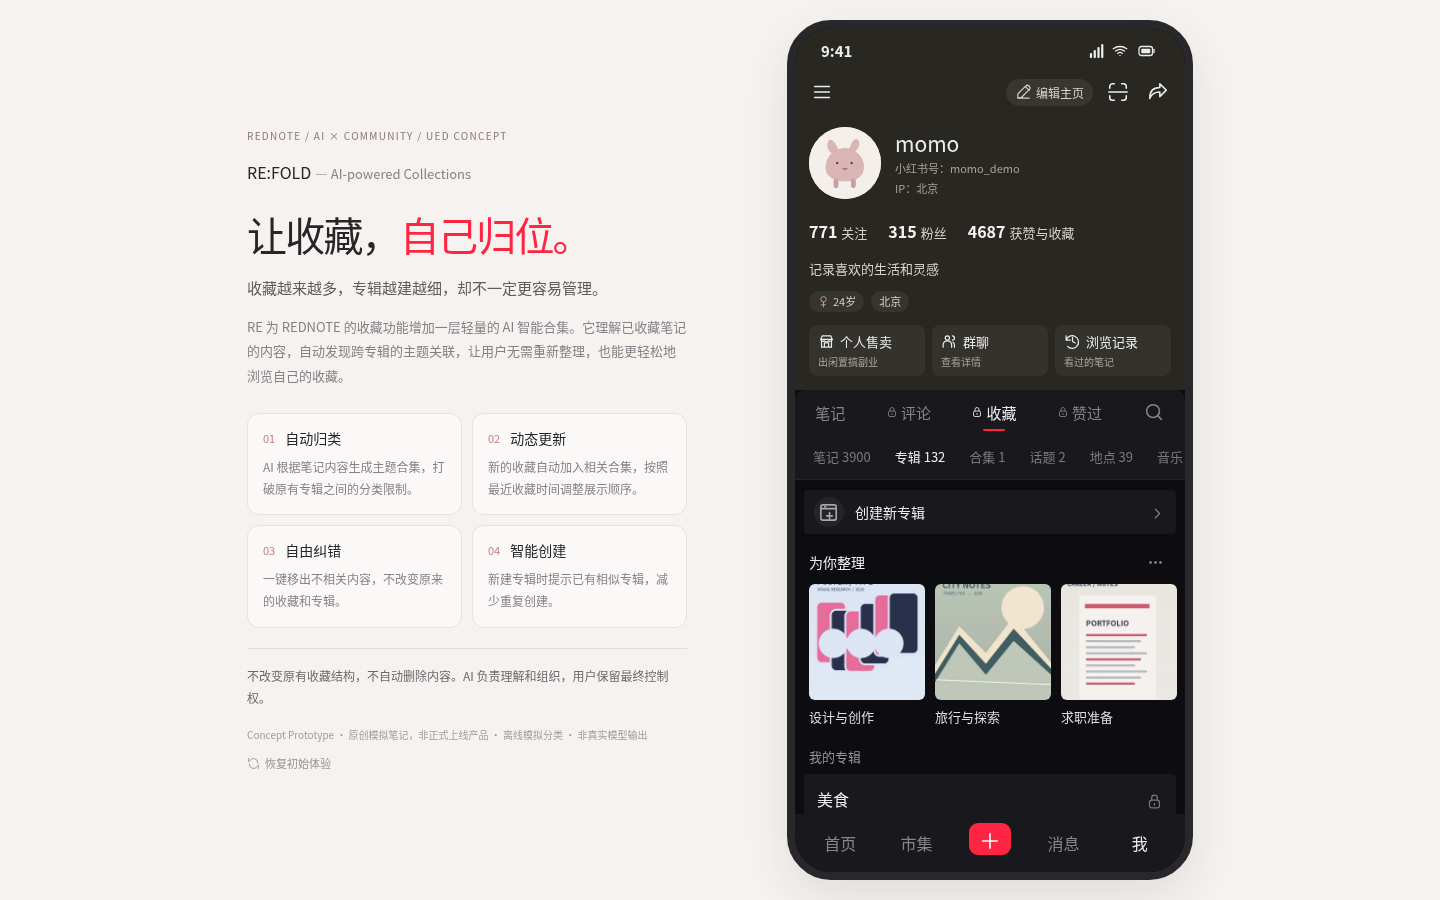 REDNOTE / AI × COMMUNITY / UED CONCEPT
RE:FOLD — AI-powered Collections
让收藏，自己归位。
收藏越来越多，专辑越建越细，却不一定更容易管理。
RE 为 REDNOTE 的收藏功能增加一层轻量的 AI 智能合集。它理解已收藏笔记
的内容，自动发现跨专辑的主题关联，让用户无需重新整理，也能更轻松地
浏览自己的收藏。
01 自动归类
AI 根据笔记内容生成主题合集，打
破原有专辑之间的分类限制。
02 动态更新
新的收藏自动加入相关合集，按照
最近收藏时间调整展示顺序。
03 自由纠错
一键移出不相关内容，不改变原来
的收藏和专辑。
04 智能创建
新建专辑时提示已有相似专辑，减
少重复创建。
不改变原有收藏结构，不自动删除内容。AI 负责理解和组织，用户保留最终控制
权。
Concept Prototype · 原创模拟笔记，非正式上线产品 · 离线模拟分类 · 非真实模型输出
恢复初始体验
9:41
编辑主页
momo
小红书号：momo_demo
IP：北京
771 关注 315 粉丝 4687 获赞与收藏
记录喜欢的生活和灵感
24岁 北京
个人售卖
出闲置搞副业
群聊
查看详情
浏览记录
看过的笔记
笔记 评论 收藏 赞过
笔记 3900 专辑 132 合集 1 话题 2 地点 39 音乐
创建新专辑
为你整理
CITY NOTES
PORTFOLIO
设计与创作 旅行与探索 求职准备
我的专辑
美食
首页 市集 消息 我